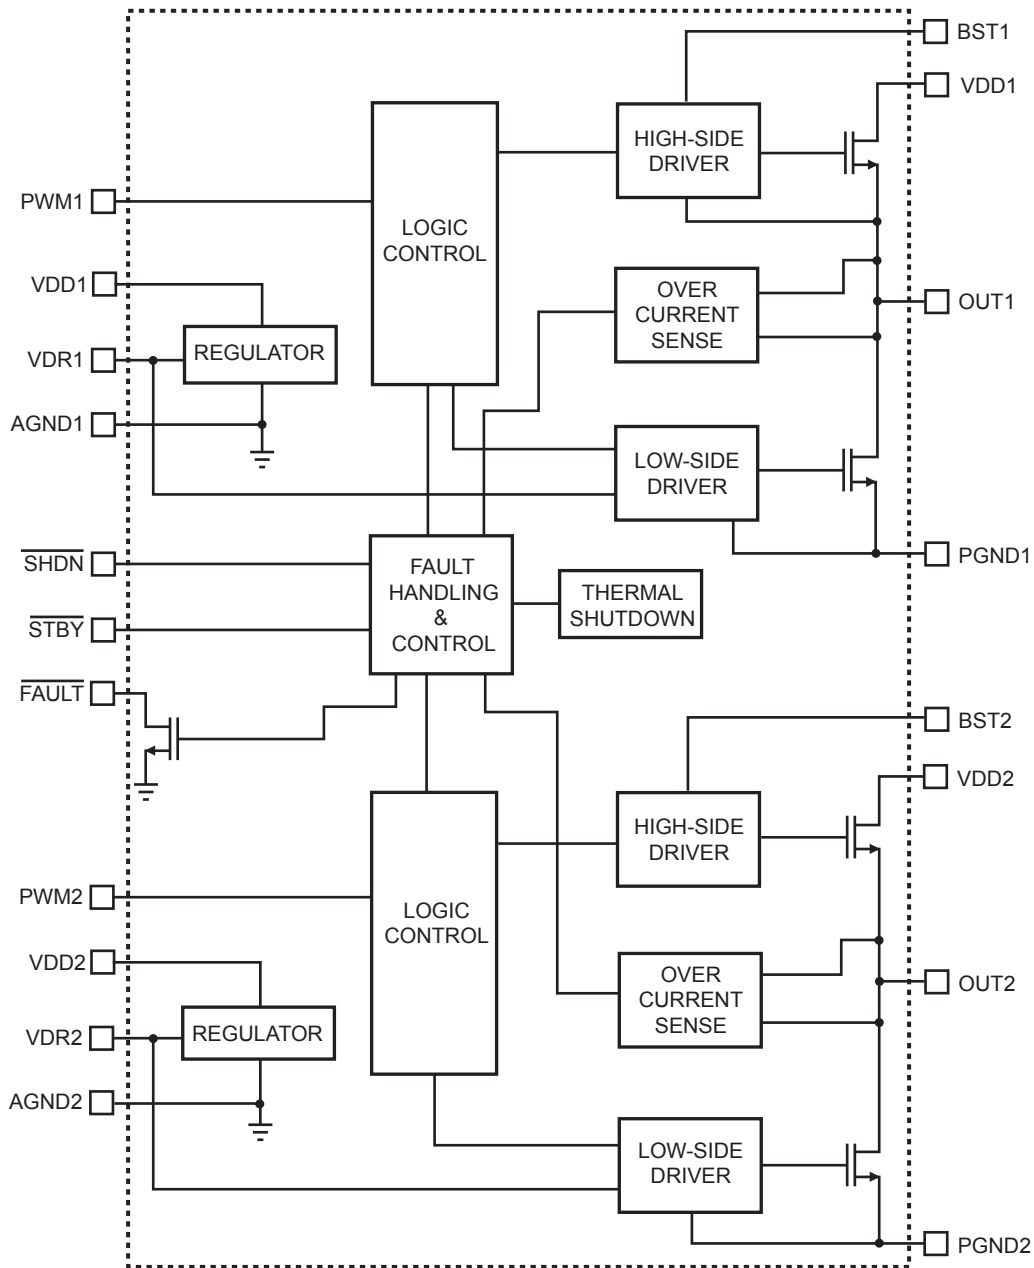 BST1
VDD1
HIGH-SIDE
DRIVER
PWM1
LOGIC
CONTROL
VDD1
OVER
CURRENT
SENSE
OUT1
REGULATOR
VDR1
AGND1
LOW-SIDE
DRIVER
SHDN
FAULT
HANDLING
&
CONTROL
PGND1
THERMAL
SHUTDOWN
STBY
FAULT
BST2
VDD2
HIGH-SIDE
DRIVER
PWM2
LOGIC
CONTROL
VDD2
OVER
CURRENT
SENSE
OUT2
REGULATOR
VDR2
AGND2
LOW-SIDE
DRIVER
PGND2